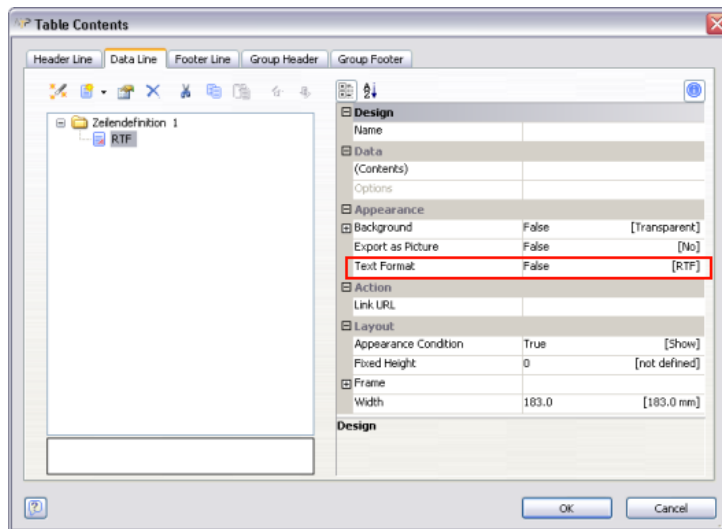 Table Contents
Header Line Data Line Footer Line Group Header Group Footer
Zeilendefinition 1
RTF
Design
Name
Data
(Contents)
Options
Appearance
Background False [Transparent]
Export as Picture False [No]
Text Format False [RTF]
Action
Link URL
Layout
Appearance Condition True [Show]
Fixed Height 0 [not defined]
Frame
Width 183.0 [183.0 mm]
Design
OK Cancel